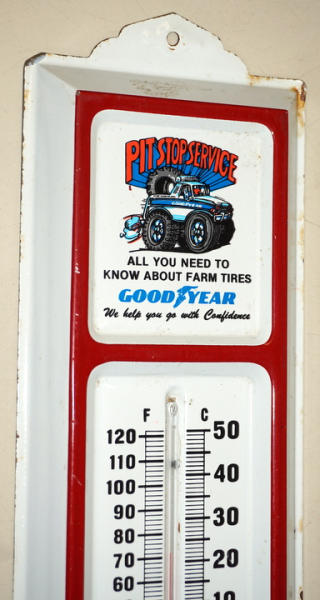 PIT STOP SERVICE
ALL YOU NEED TO
KNOW ABOUT FARM TIRES
GOODYEAR
We help you go with Confidence
F C
120 50
110
100 40
90
80 30
70
60 20
10